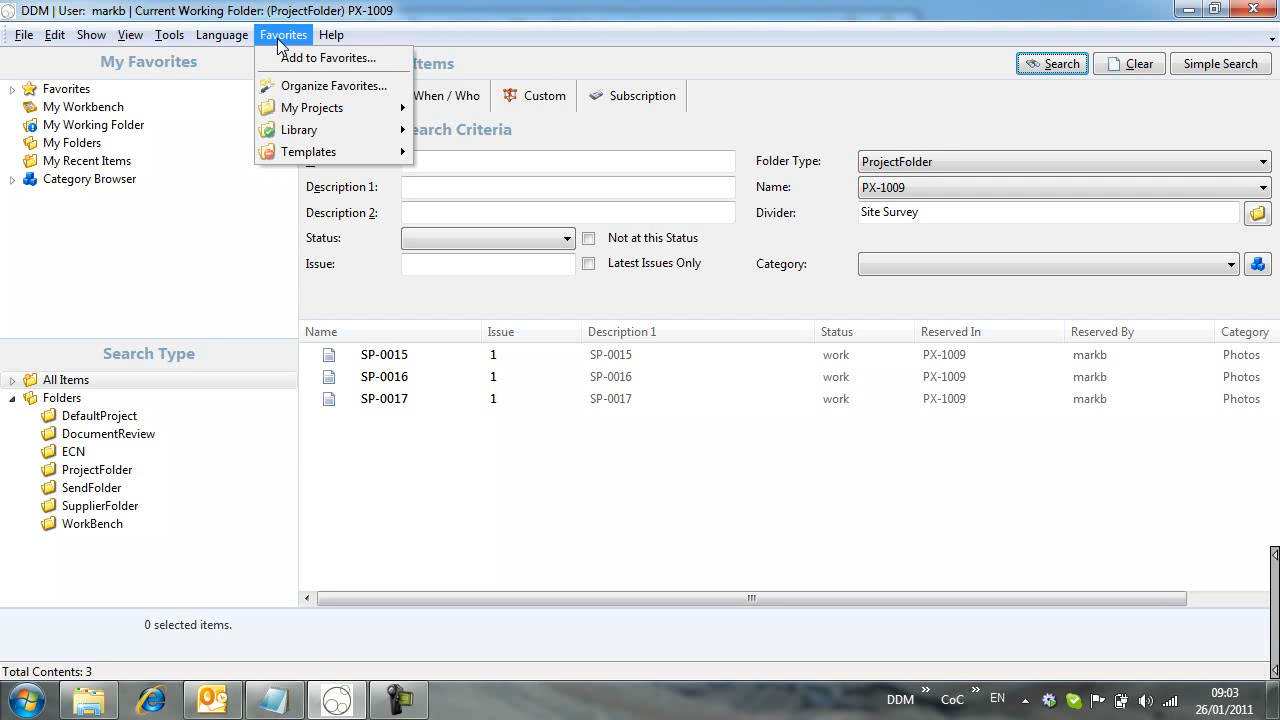 DDM | User: markb | Current Working Folder: (ProjectFolder) PX-1009
File Edit Show View Tools Language Favorites Help
Add to Favorites...
Organize Favorites...
My Projects
Library
Templates
My Favorites
Favorites
My Workbench
My Working Folder
My Folders
My Recent Items
Category Browser
Search Type
All Items
Folders
DefaultProject
DocumentReview
ECN
ProjectFolder
SendFolder
SupplierFolder
WorkBench
Items
Search Clear Simple Search
When / Who Custom Subscription
earch Criteria
Folder Type: ProjectFolder
Description 1: Name: PX-1009
Description 2: Divider: Site Survey
Status: Not at this Status
Issue: Latest Issues Only Category:
Name Issue Description 1 Status Reserved In Reserved By Category
SP-0015 1 SP-0015 work PX-1009 markb Photos
SP-0016 1 SP-0016 work PX-1009 markb Photos
SP-0017 1 SP-0017 work PX-1009 markb Photos
0 selected items.
Total Contents: 3
DDM » CoC » EN 09:03
26/01/2011